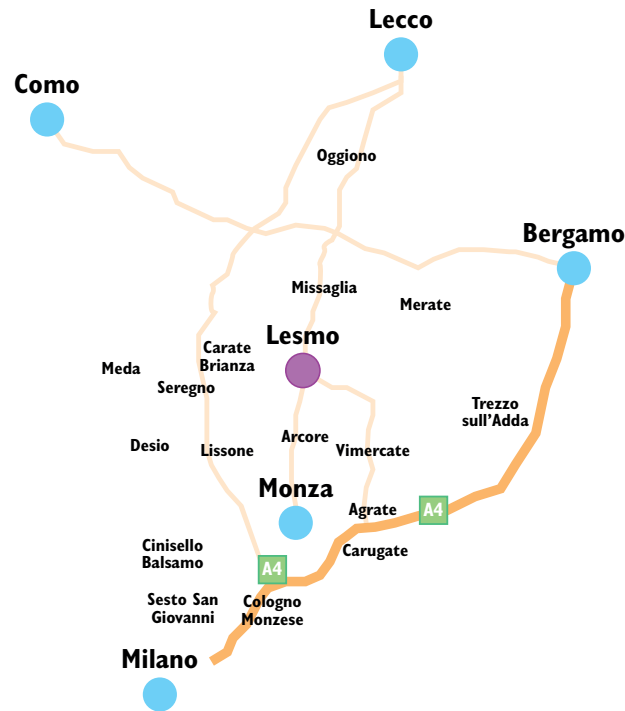 Lecco
Como
Oggiono
Bergamo
Missaglia
Merate
Lesmo
Carate
Brianza
Meda
Seregno
Trezzo
sull'Adda
Arcore
Desio
Lissone
Vimercate
Monza
Agrate
A4
Carugate
Cinisello
Balsamo
A4
Sesto San
Giovanni
Cologno
Monzese
Milano